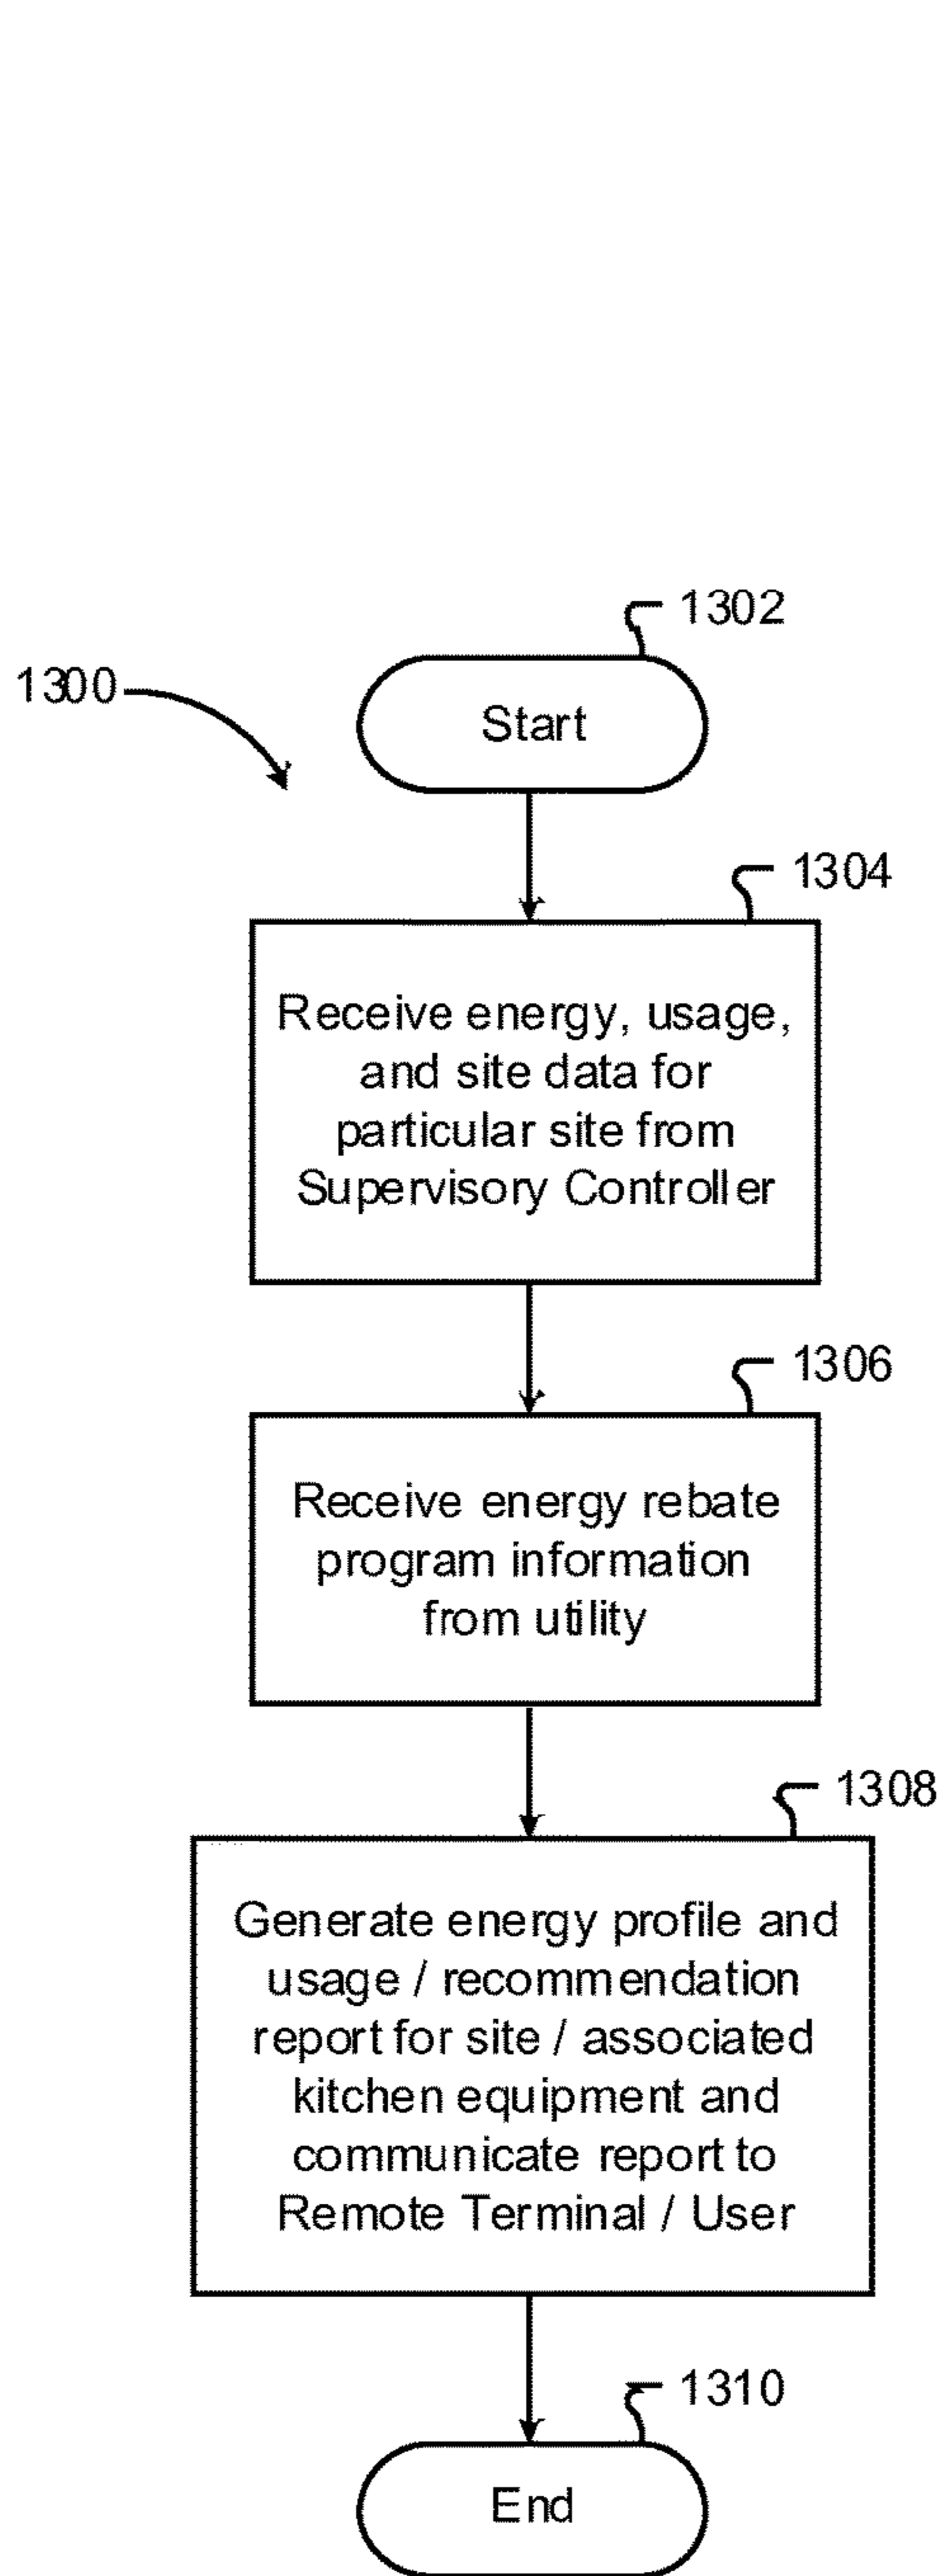 1302
1300
Start
1304
Receive energy, usage,
and site data for
particular site from
Supervisory Controller
1306
Receive energy rebate
program information
from utility
1308
Generate energy profile and
usage / recommendation
report for site / associated
kitchen equipment and
communicate report to
Remote Terminal / User
1310
End